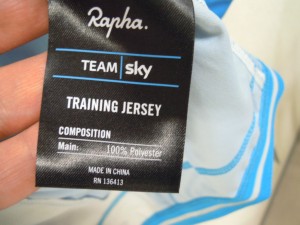 Rapha.
TEAM sky
TRAINING JERSEY
COMPOSITION
Main: 100% Polyester
MADE IN CHINA
RN 136413